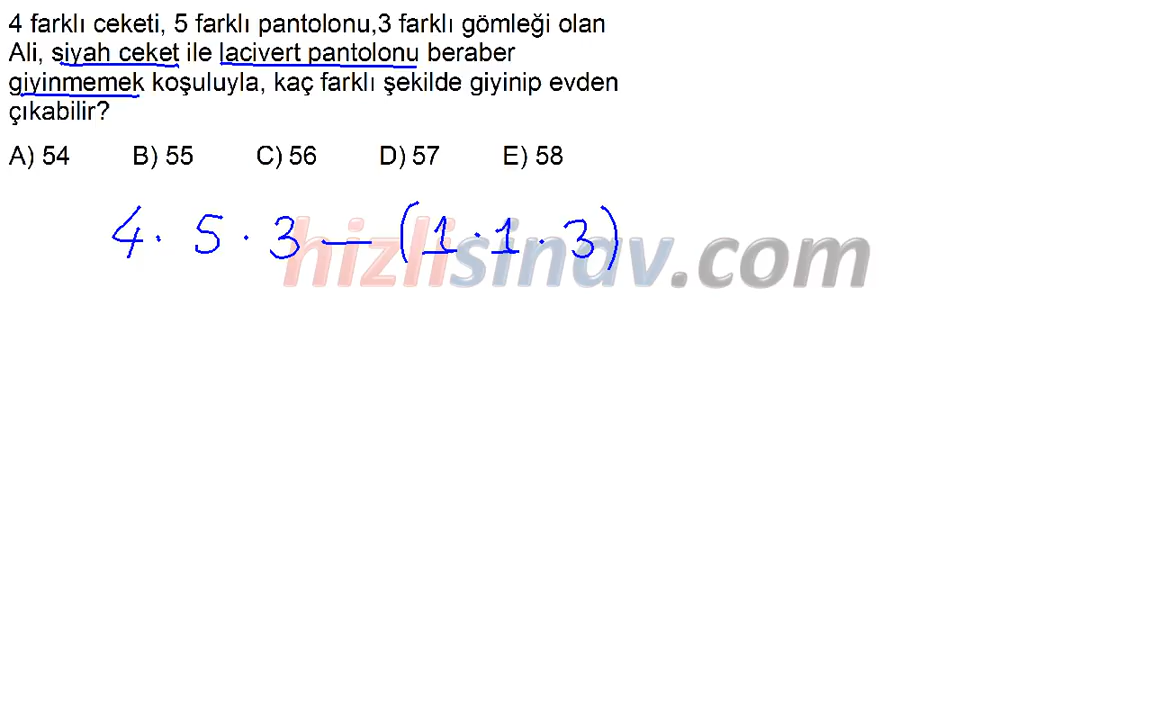 4 farklı ceketi, 5 farklı pantolonu,3 farklı gömleği olan
Ali, siyah ceket ile lacivert pantolonu beraber
giyinmemek koşuluyla, kaç farklı şekilde giyinip evden
çıkabilir?
A) 54 B) 55 C) 56 D) 57 E) 58
4 · 5 · 3 — (1 · 1 · 3)
hizlisinav.com